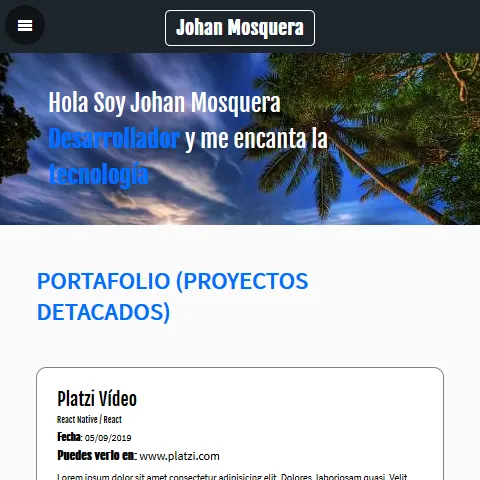 Johan Mosquera
Hola Soy Johan Mosquera
Desarrollador y me encanta la
tecnología
PORTAFOLIO (PROYECTOS
DETACADOS)
Platzi Vídeo
React Native / React
Fecha: 05/09/2019
Puedes verlo en: www.platzi.com
Lorem ipsum dolor sit amet consectetur adipisicing elit. Dolores, laboriosam quasi. Velit